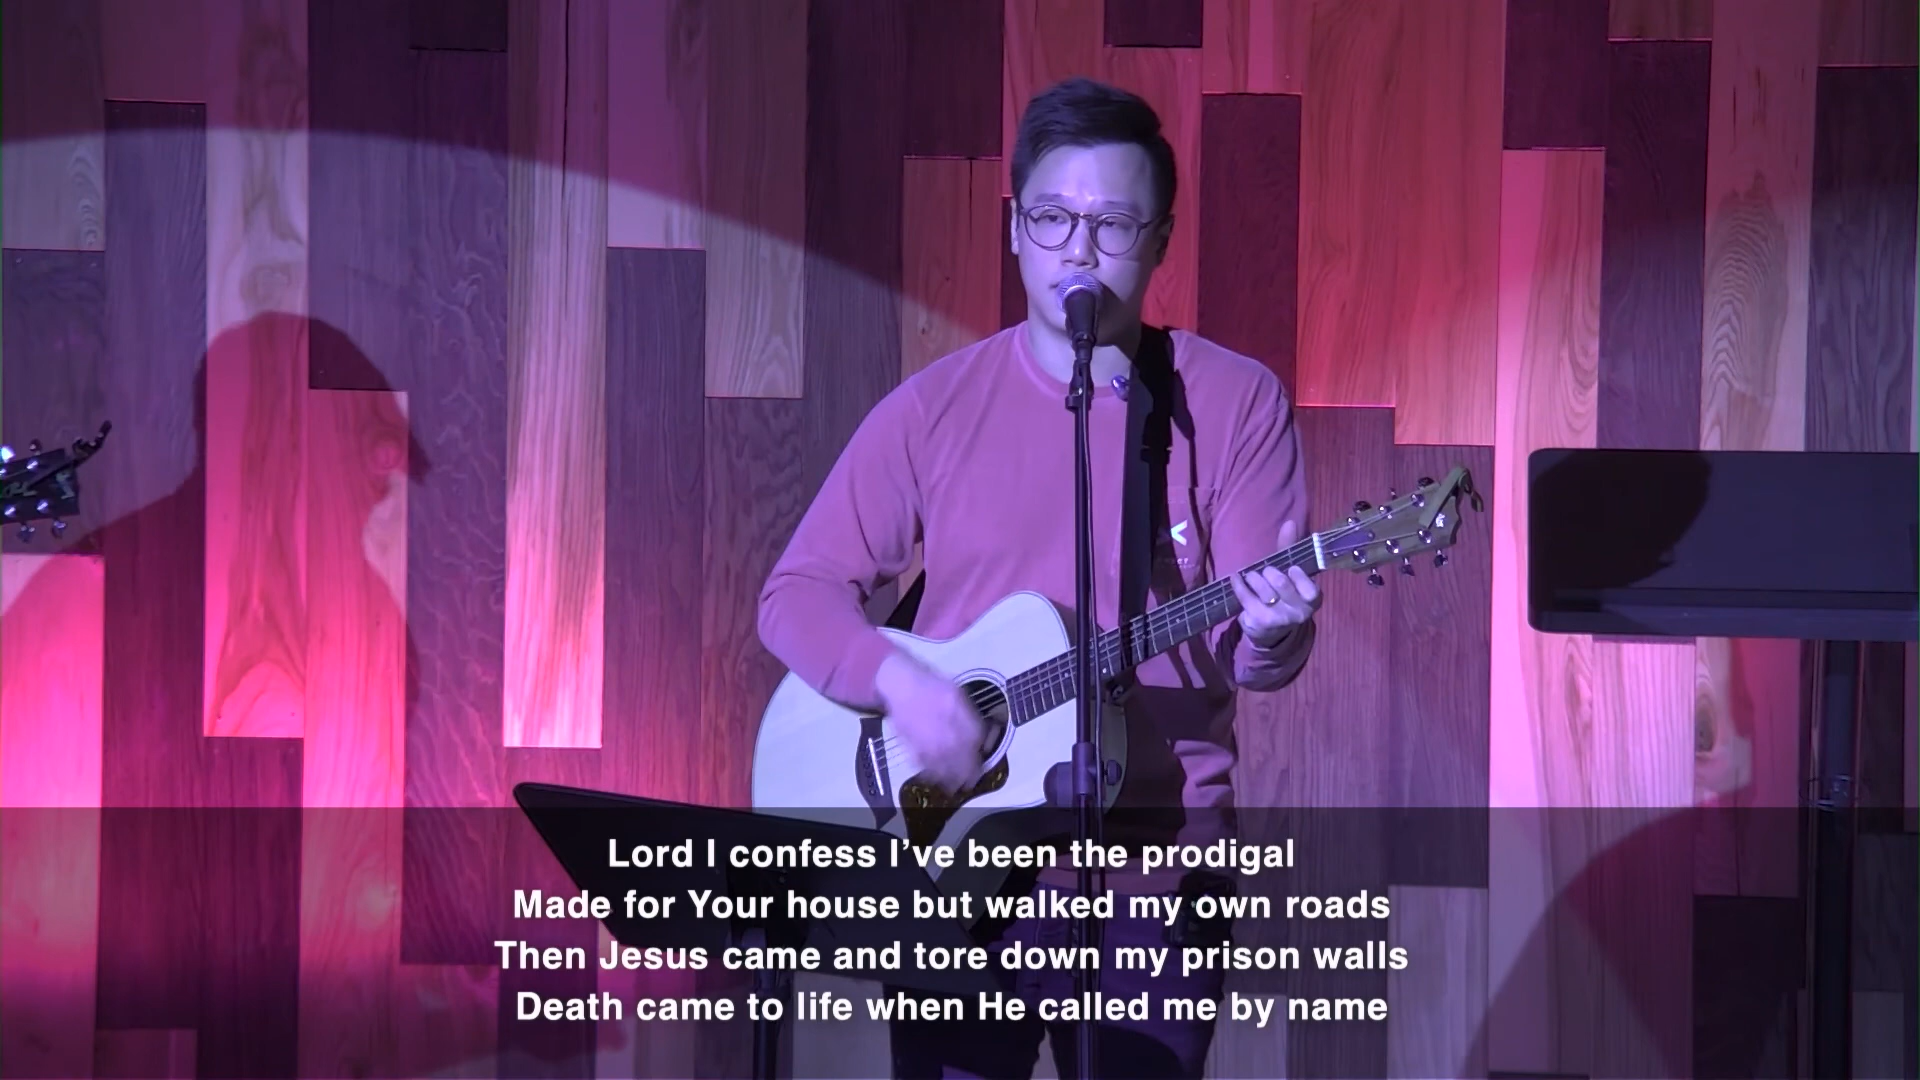 Lord I confess I’ve been the prodigal
Made for Your house but walked my own roads
Then Jesus came and tore down my prison walls
Death came to life when He called me by name